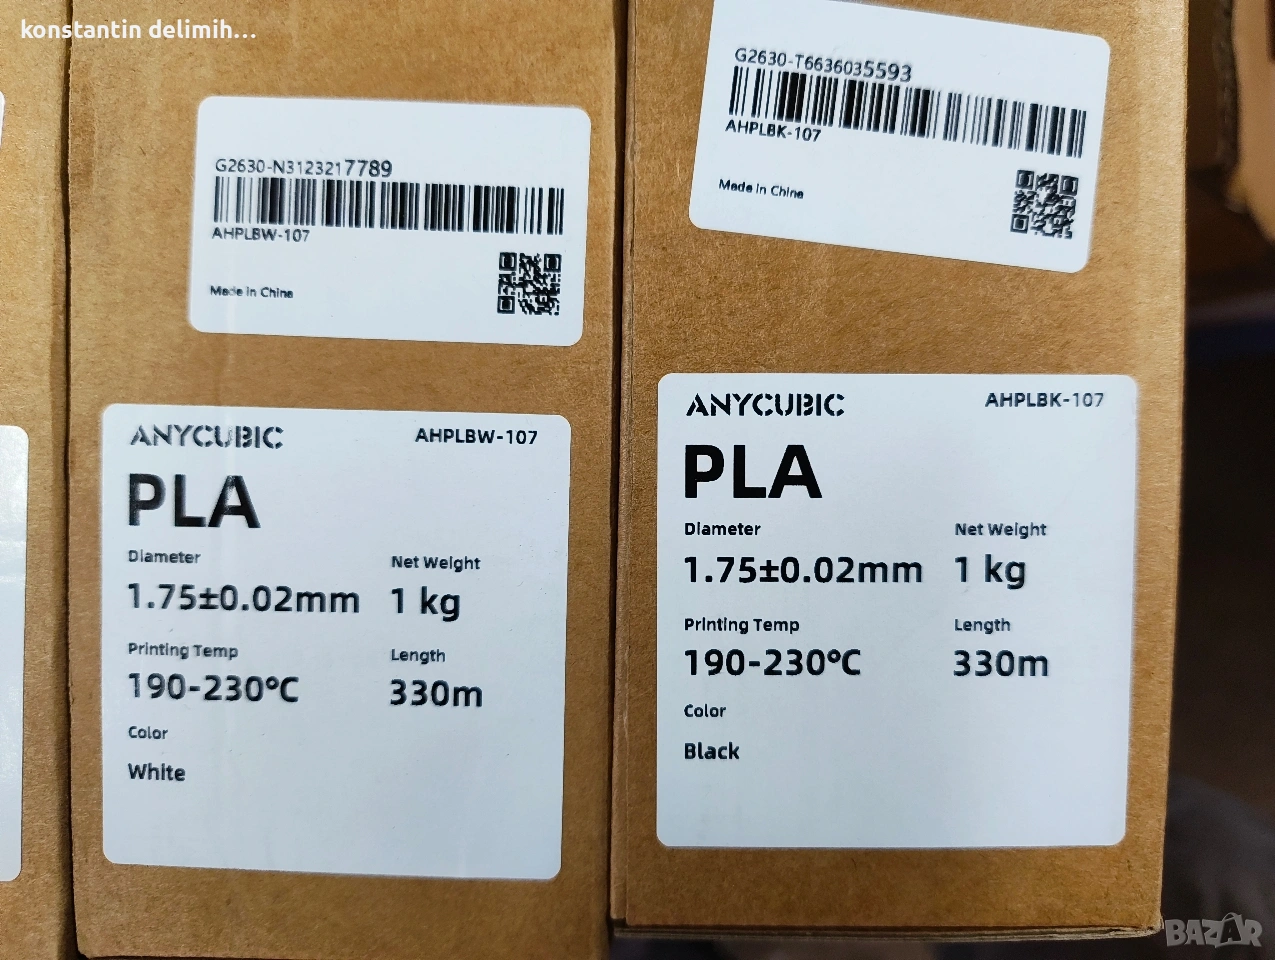 konstantin delimih...
G2630-N3123217789
AHPLBW-107
Made in China
ANYCUBIC AHPLBW-107
PLA
Diameter Net Weight
1.75±0.02mm 1 kg
Printing Temp Length
190-230°C 330m
Color
White
G2630-T6636035593
AHPLBK-107
Made in China
ANYCUBIC AHPLBK-107
PLA
Diameter Net Weight
1.75±0.02mm 1 kg
Printing Temp Length
190-230°C 330m
Color
Black
BAZAR